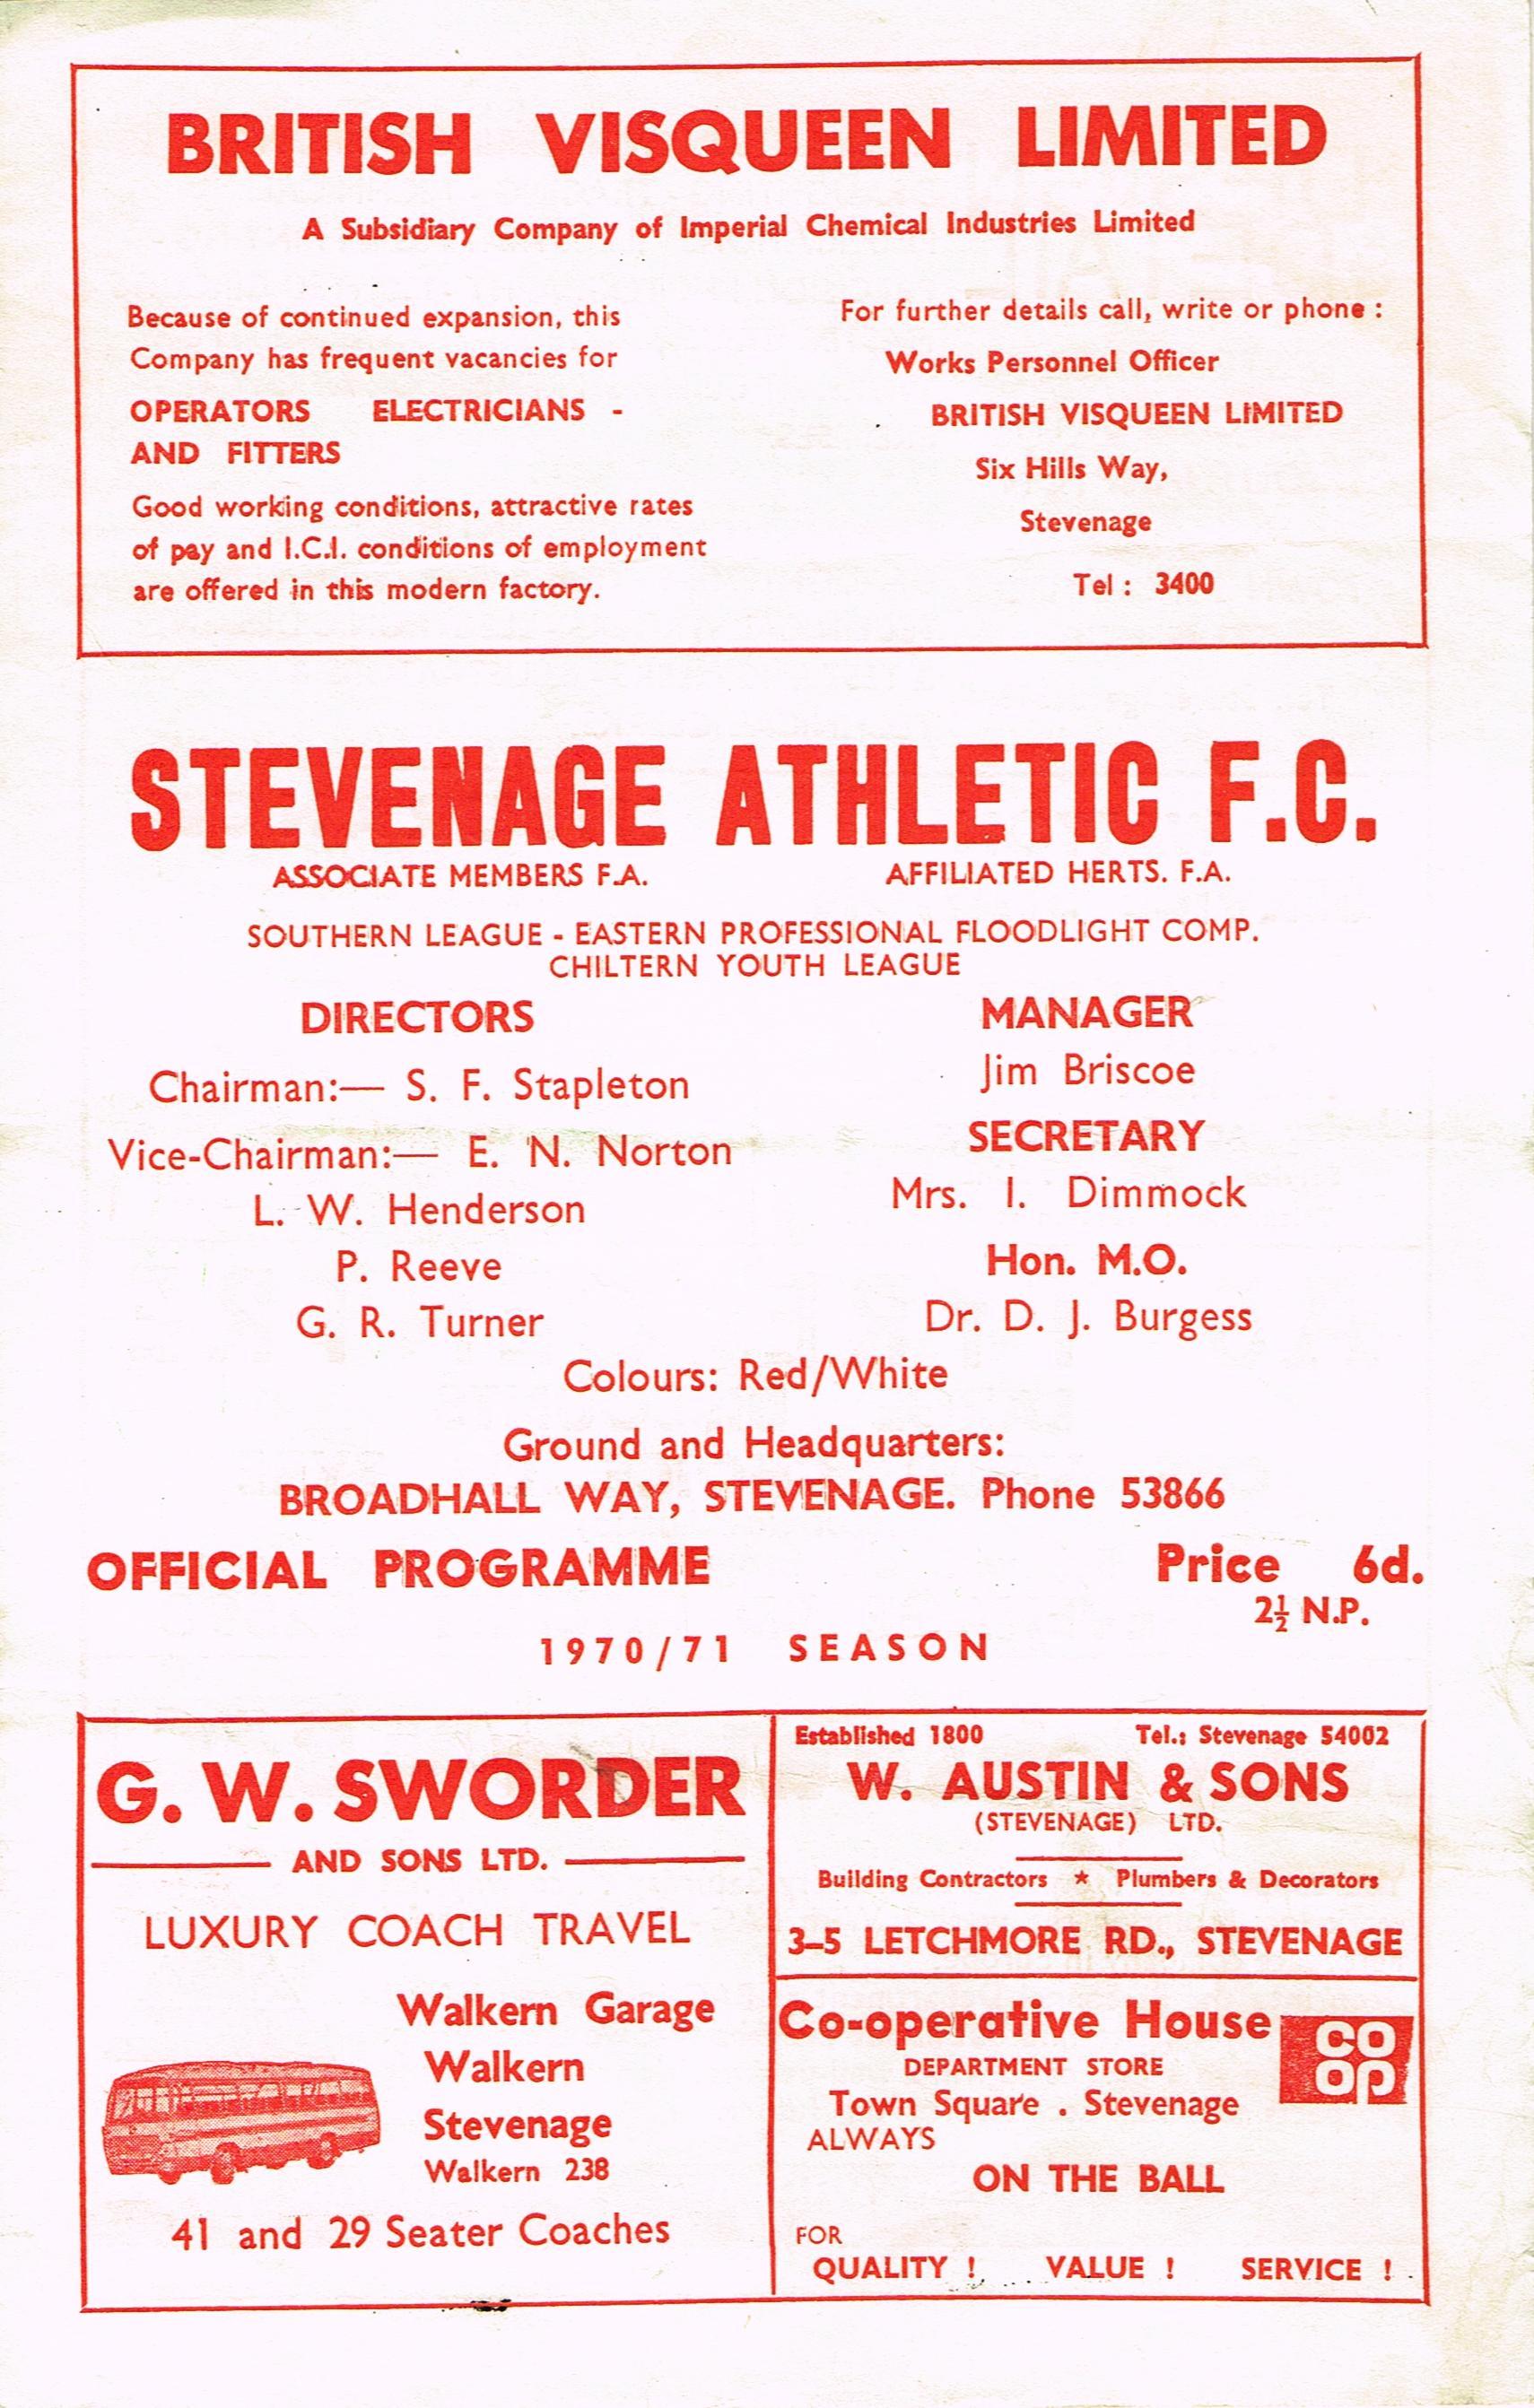 BRITISH VISQUEEN LIMITED
A Subsidiary Company of Imperial Chemical Industries Limited
Because of continued expansion, this
Company has frequent vacancies for
OPERATORS ELECTRICIANS -
AND FITTERS
Good working conditions, attractive rates
of pay and I.C.I. conditions of employment
are offered in this modern factory.
For further details call, write or phone :
Works Personnel Officer
BRITISH VISQUEEN LIMITED
Six Hills Way,
Stevenage
Tel : 3400
STEVENAGE ATHLETIC F.C.
ASSOCIATE MEMBERS F.A. AFFILIATED HERTS. F.A.
SOUTHERN LEAGUE - EASTERN PROFESSIONAL FLOODLIGHT COMP.
CHILTERN YOUTH LEAGUE
DIRECTORS
Chairman:— S. F. Stapleton
Vice-Chairman:— E. N. Norton
L. W. Henderson
P. Reeve
G. R. Turner
MANAGER
Jim Briscoe
SECRETARY
Mrs. I. Dimmock
Hon. M.O.
Dr. D. J. Burgess
Colours: Red/White
Ground and Headquarters:
BROADHALL WAY, STEVENAGE. Phone 53866
OFFICIAL PROGRAMME Price 6d.
2½ N.P.
1970/71 SEASON
G. W. SWORDER
AND SONS LTD.
LUXURY COACH TRAVEL
Walkern Garage
Walkern
Stevenage
Walkern 238
41 and 29 Seater Coaches
Established 1800 Tel.: Stevenage 54002
W. AUSTIN & SONS
(STEVENAGE) LTD.
Building Contractors ★ Plumbers & Decorators
3–5 LETCHMORE RD., STEVENAGE
Co-operative House
CO
OP
DEPARTMENT STORE
Town Square . Stevenage
ALWAYS
ON THE BALL
FOR
QUALITY ! VALUE ! SERVICE !